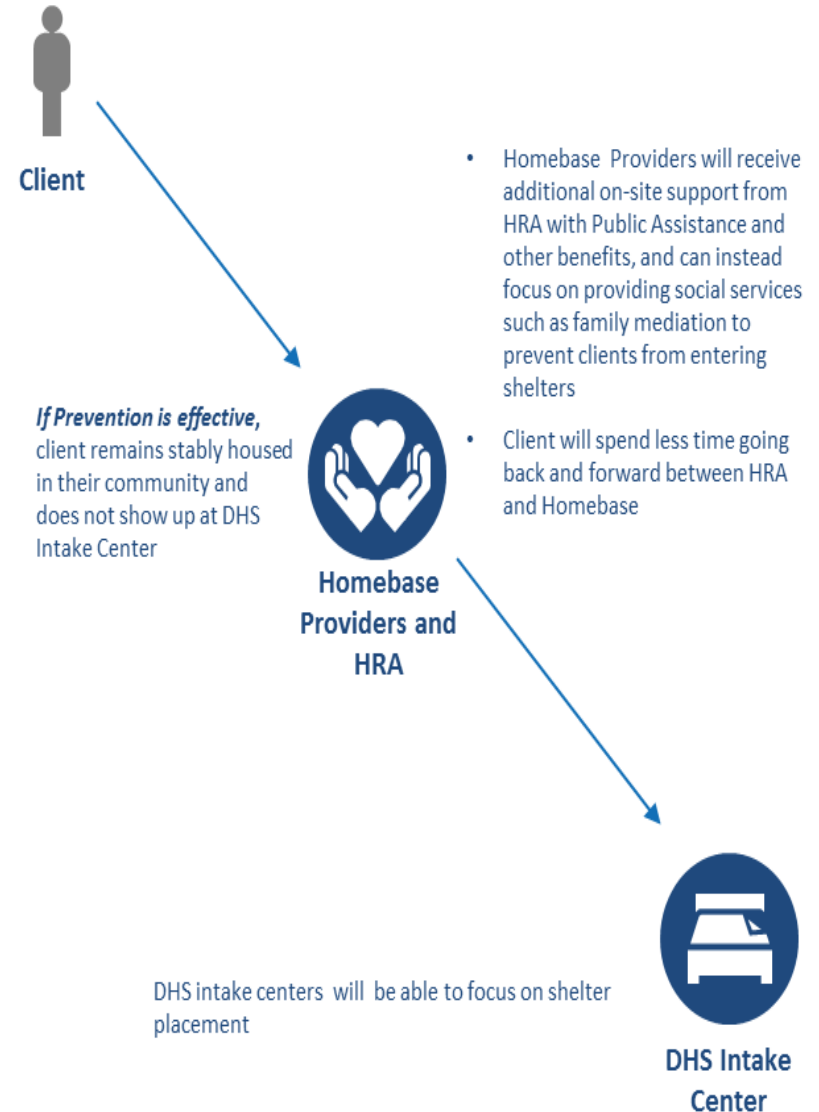 Client
• Homebase Providers will receive
additional on-site support from
HRA with Public Assistance and
other benefits, and can instead
focus on providing social services
such as family mediation to
prevent clients from entering
shelters
• Client will spend less time going
back and forward between HRA
and Homebase
If Prevention is effective,
client remains stably housed
in their community and
does not show up at DHS
Intake Center
Homebase
Providers and
HRA
DHS intake centers will be able to focus on shelter
placement
DHS Intake
Center